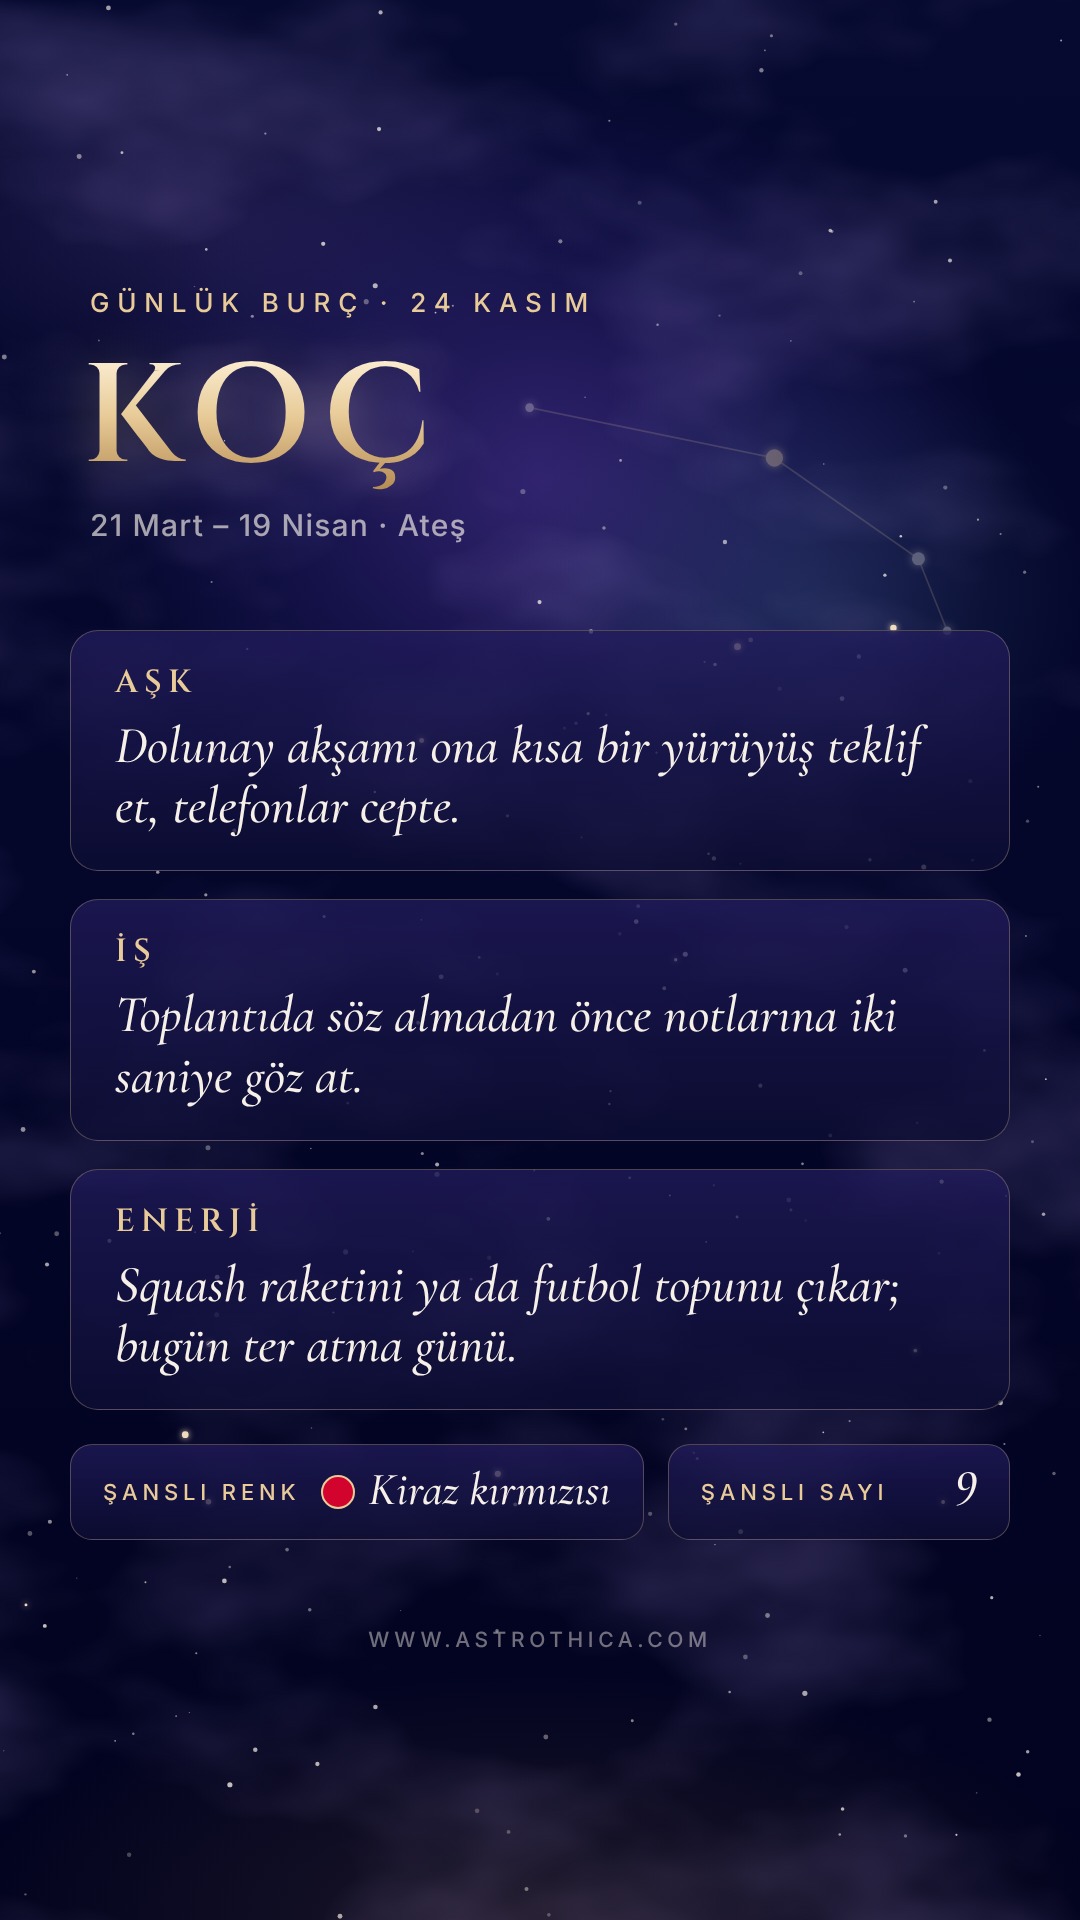 GÜNLÜK BURÇ · 24 KASIM
KOÇ
21 Mart – 19 Nisan · Ateş
AŞK
Dolunay akşamı ona kısa bir yürüyüş teklif
et, telefonlar cepte.
İŞ
Toplantıda söz almadan önce notlarına iki
saniye göz at.
ENERJİ
Squash raketini ya da futbol topunu çıkar;
bugün ter atma günü.
ŞANSLI RENK Kiraz kırmızısı
ŞANSLI SAYI 9
WWW.ASTROTHICA.COM